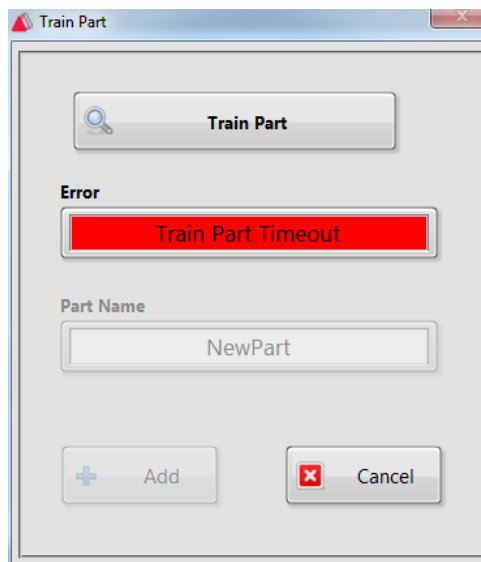 Train Part
Train Part
Error
Train Part Timeout
Part Name
NewPart
Add
Cancel